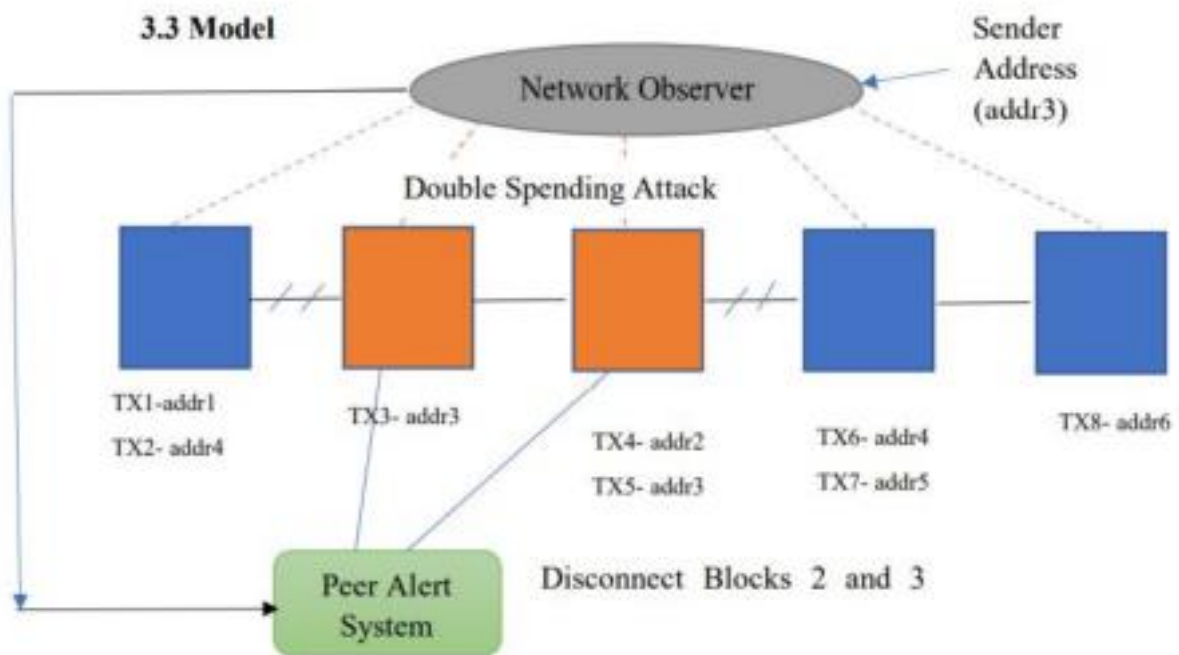 3.3 Model
Sender
Address
(addr3)
Network Observer
Double Spending Attack
TX1-addr1
TX2- addr4
TX3- addr3
TX4- addr2
TX5- addr3
TX6- addr4
TX7- addr5
TX8- addr6
Peer Alert
System
Disconnect Blocks 2 and 3